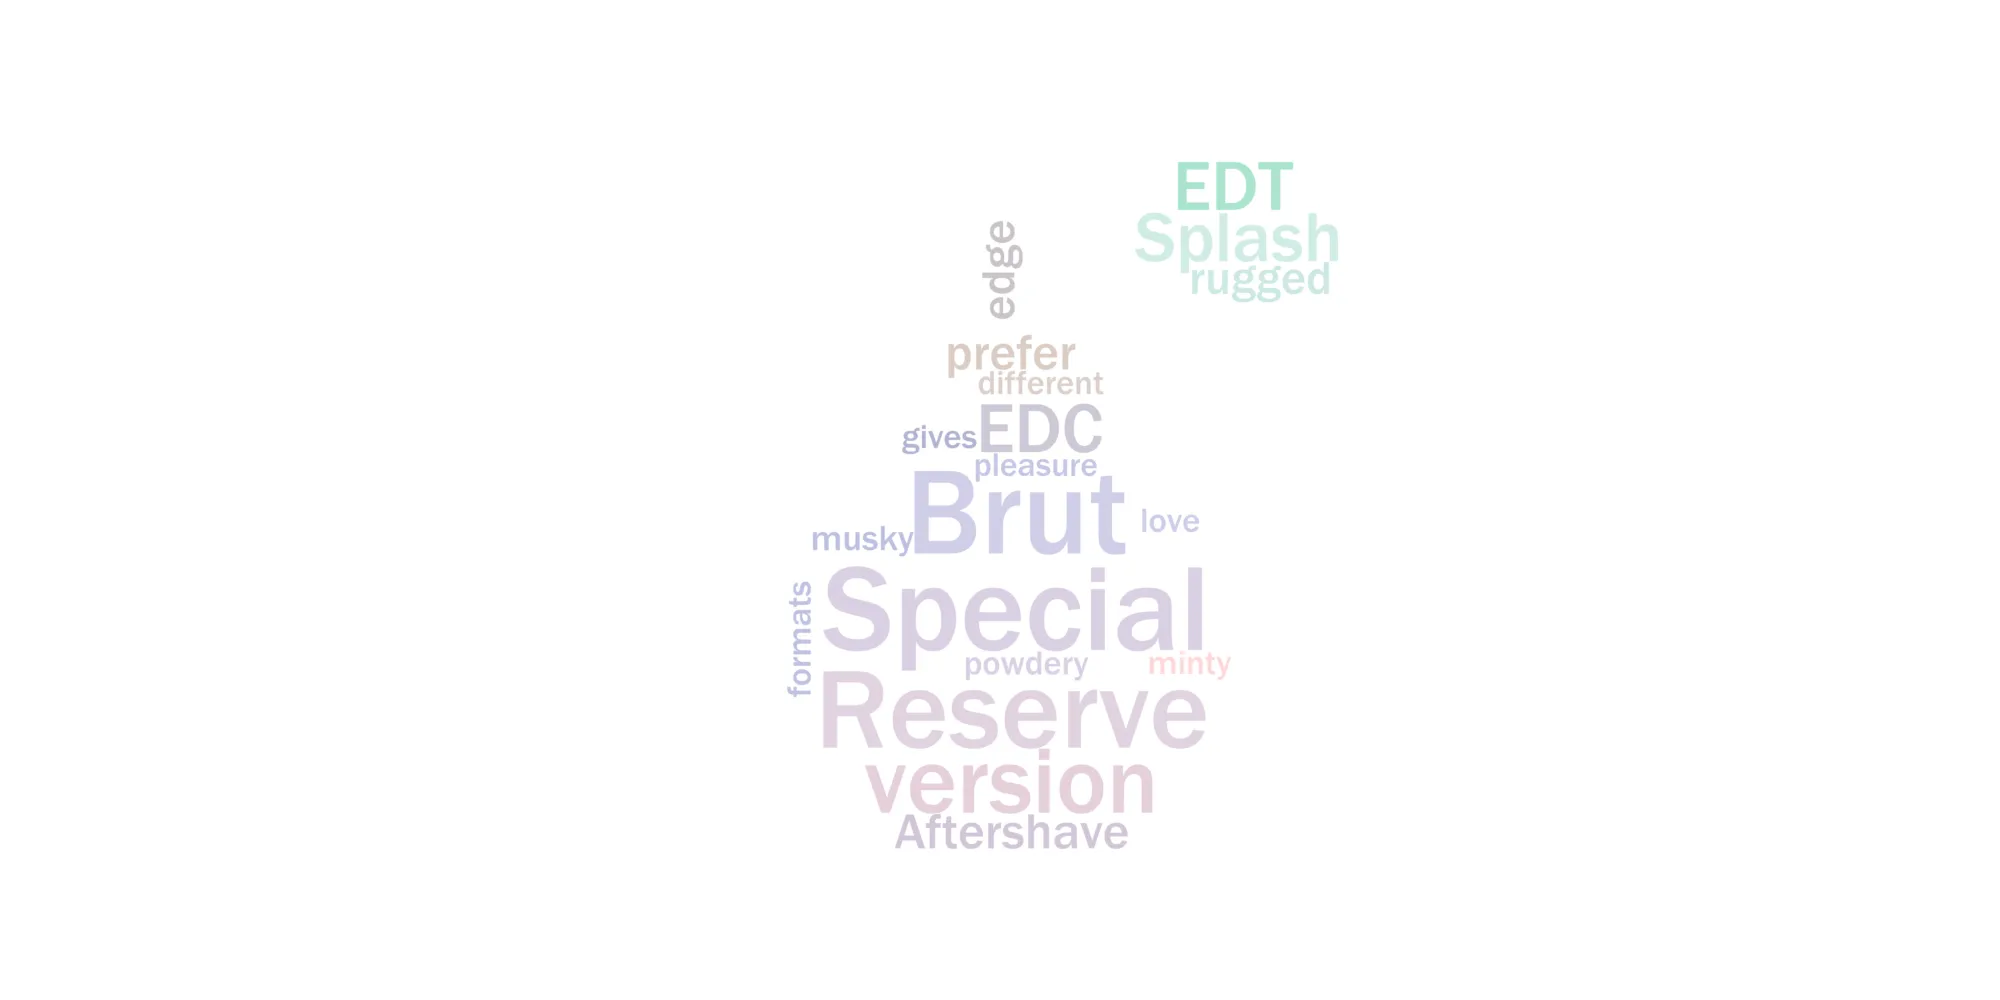 EDT
Splash
rugged
edge
prefer
different
gives
EDC
pleasure
Brut
love
musky
formats
Special
powdery
minty
Reserve
version
Aftershave